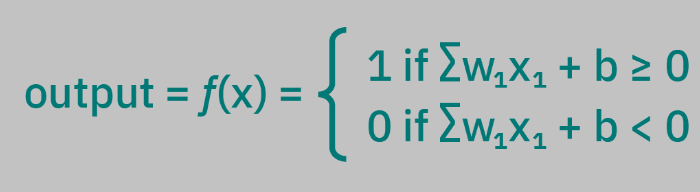 output = f(x) =
1 if ∑w₁x₁ + b ≥ 0
0 if ∑w₁x₁ + b < 0